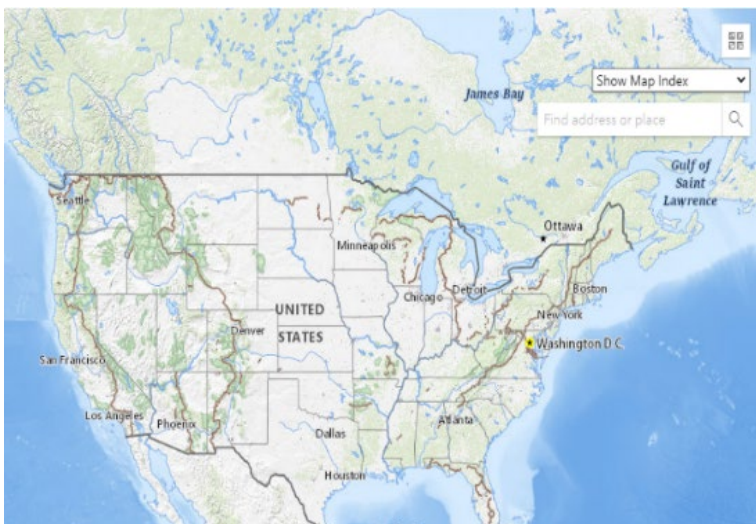 Show Map Index
James Bay
Find address or place
Gulf of
Saint
Lawrence
Seattle
Ottawa
Minneapolis
Boston
Chicago
Detroit
New York
UNITED
STATES
Denver
Washington D.C.
San Francisco
Los Angeles
Phoenix
Atlanta
Dallas
Houston